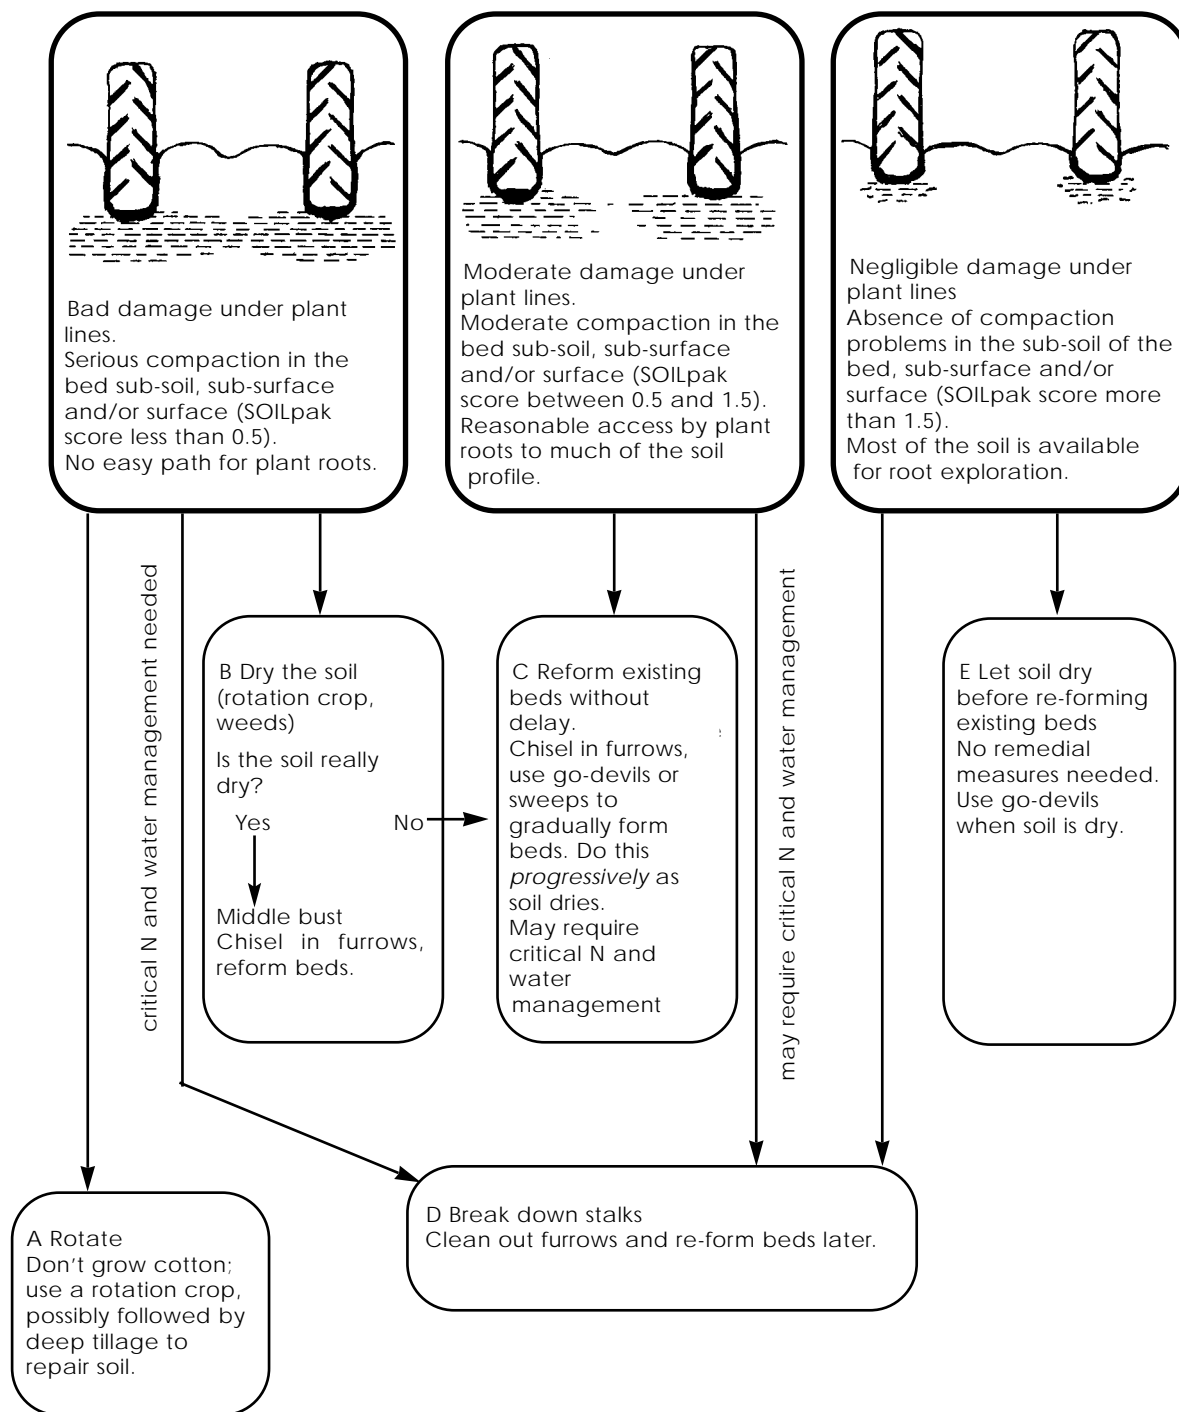 Bad damage under plant
lines.
Serious compaction in the
bed sub-soil, sub-surface
and/or surface (SOILpak
score less than 0.5).
No easy path for plant roots.
Moderate damage under
plant lines.
Moderate compaction in the
bed sub-soil, sub-surface
and/or surface (SOILpak
score between 0.5 and 1.5).
Reasonable access by plant
roots to much of the soil
profile.
Negligible damage under
plant lines
Absence of compaction
problems in the sub-soil of the
bed, sub-surface and/or
surface (SOILpak score more
than 1.5).
Most of the soil is available
for root exploration.
critical N and water management needed
B Dry the soil
(rotation crop,
weeds)
Is the soil really
dry?
Yes
No
Middle bust
Chisel in furrows,
reform beds.
C Reform existing
beds without
delay.
Chisel in furrows,
use go-devils or
sweeps to
gradually form
beds. Do this
progressively as
soil dries.
May require
critical N and
water
management
may require critical N and water management
E Let soil dry
before re-forming
existing beds
No remedial
measures needed.
Use go-devils
when soil is dry.
A Rotate
Don't grow cotton;
use a rotation crop,
possibly followed by
deep tillage to
repair soil.
D Break down stalks
Clean out furrows and re-form beds later.